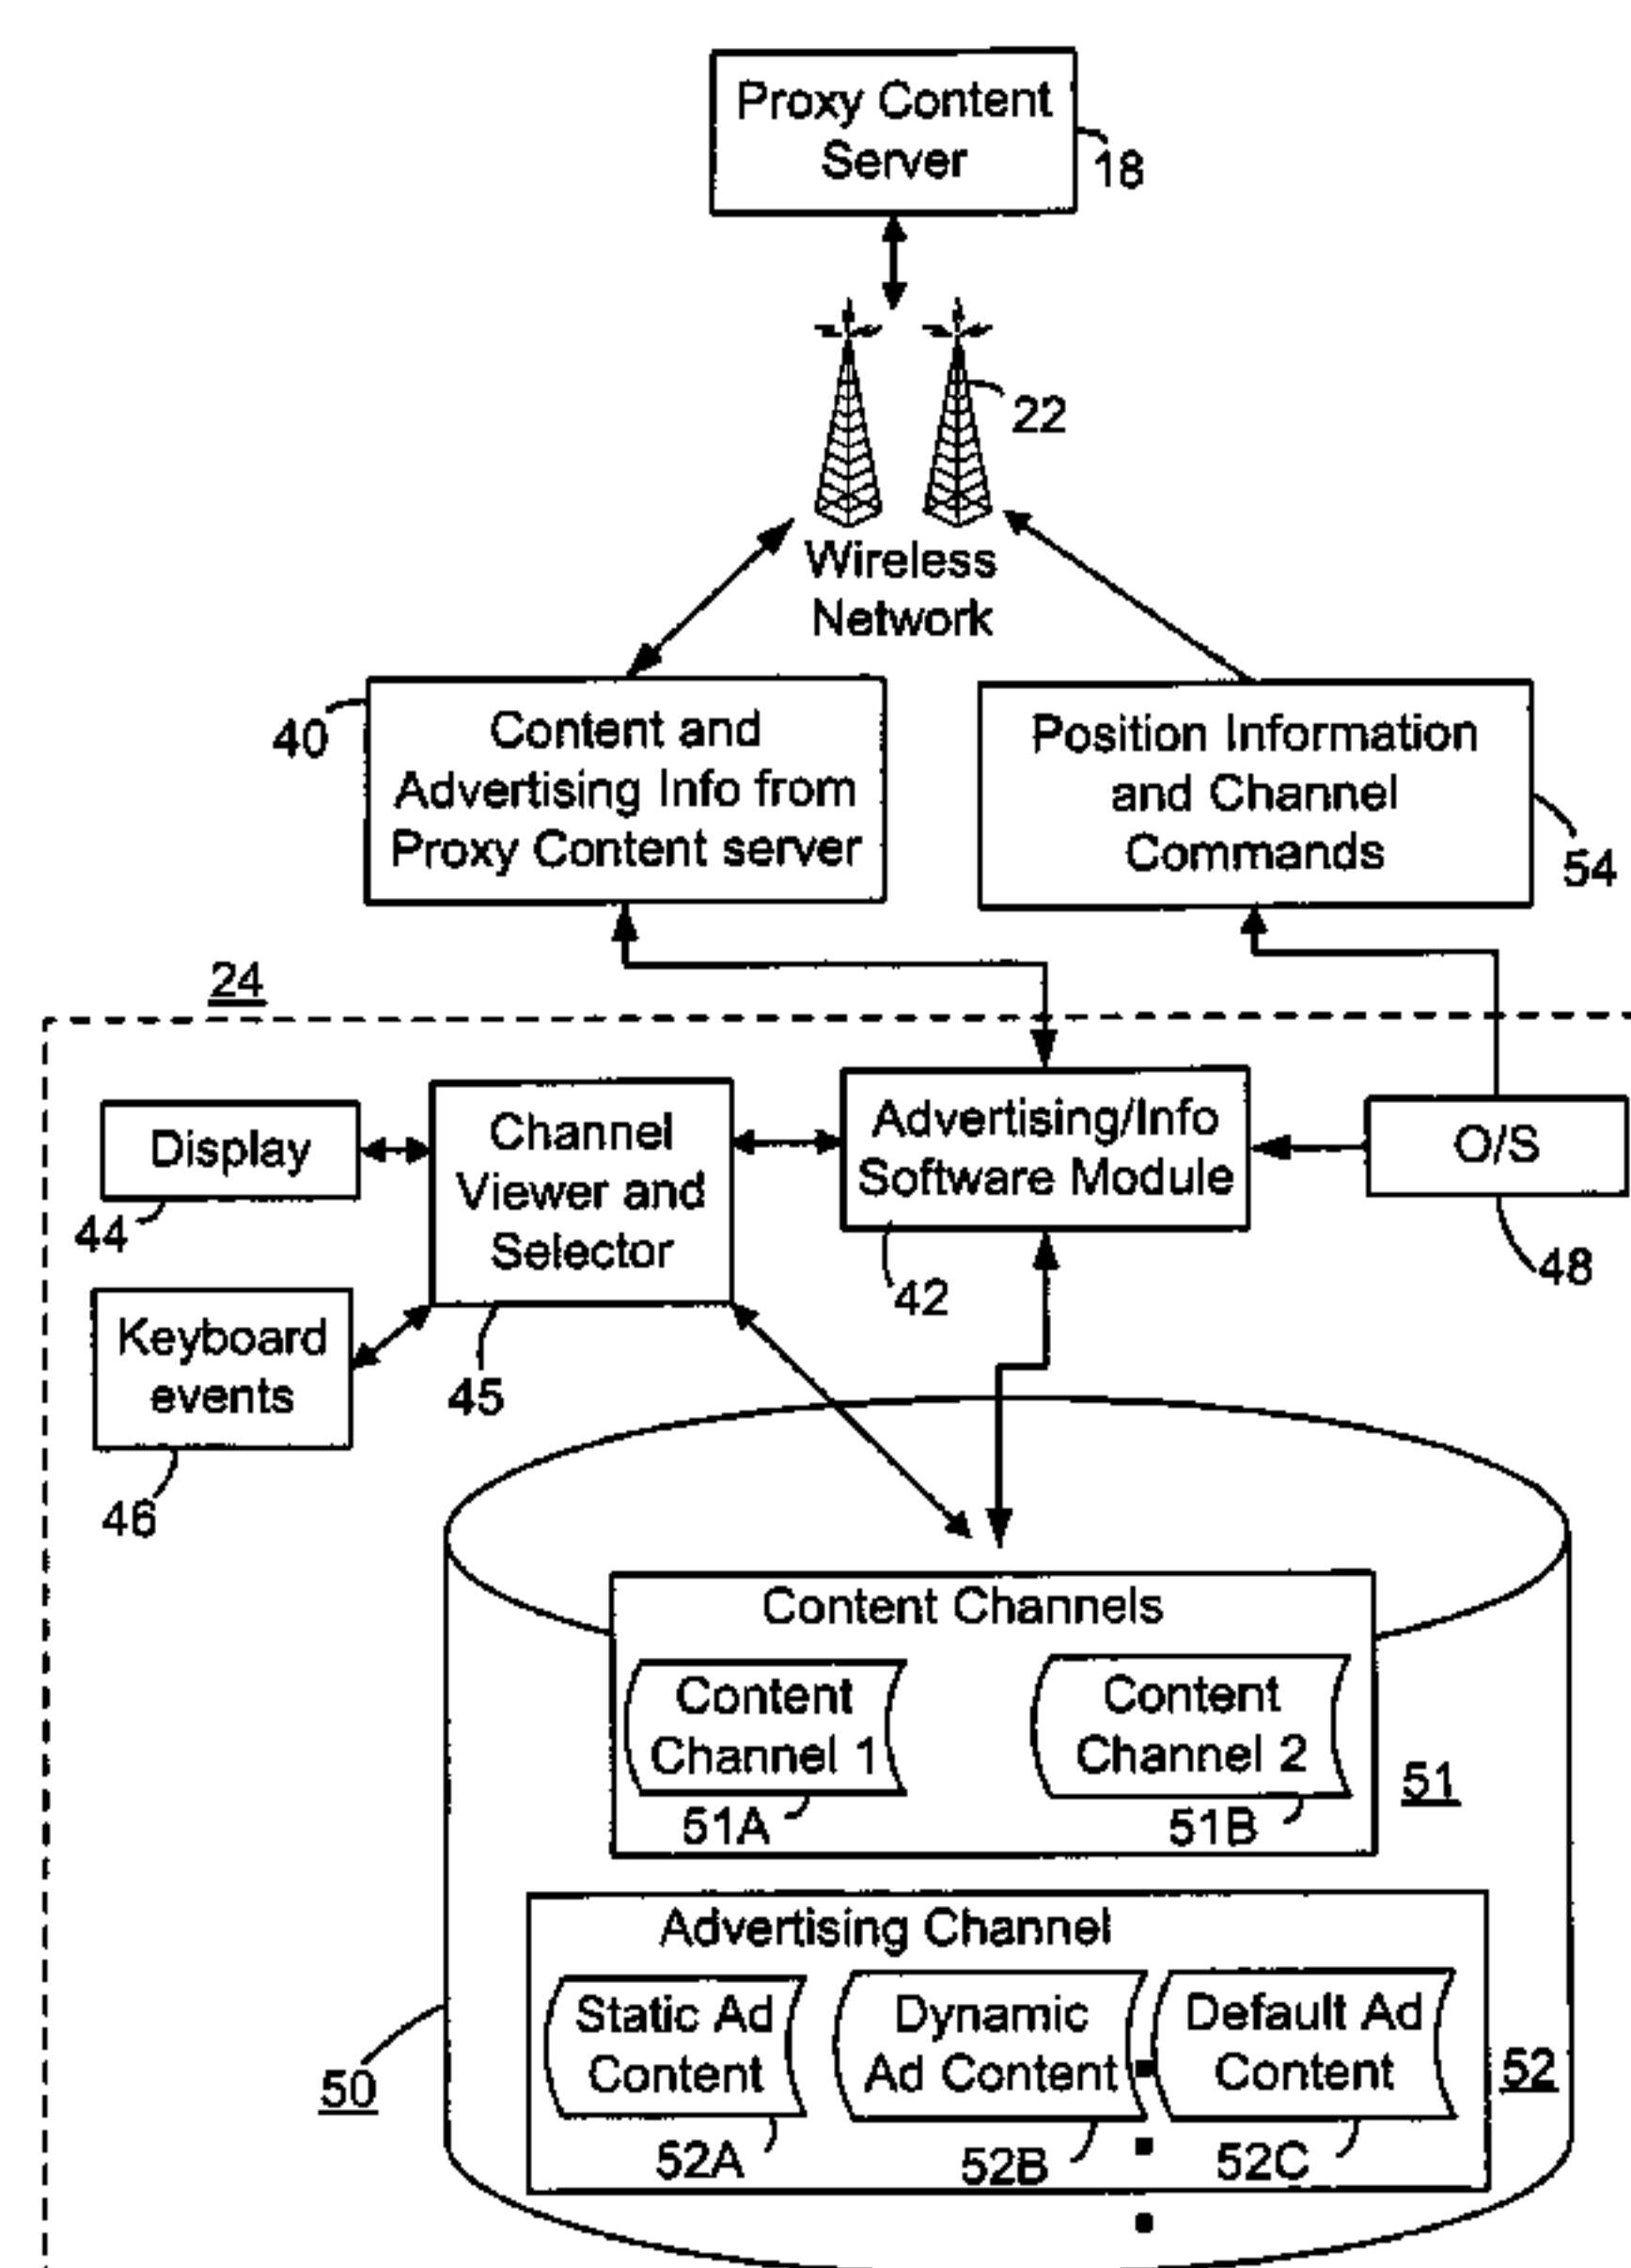 Proxy Content
Server
18
22
Wireless
Network
40
Content and
Advertising Info from
Proxy Content server
Position Information
and Channel
Commands
54
24
Display
44
Channel
Viewer and
Selector
45
Advertising/Info
Software Module
42
O/S
48
Keyboard
events
46
Content Channels
Content
Channel 1
51A
Content
Channel 2
51B
51
Advertising Channel
Static Ad
Content
52A
Dynamic
Ad Content
52B
Default Ad
Content
52C
52
50